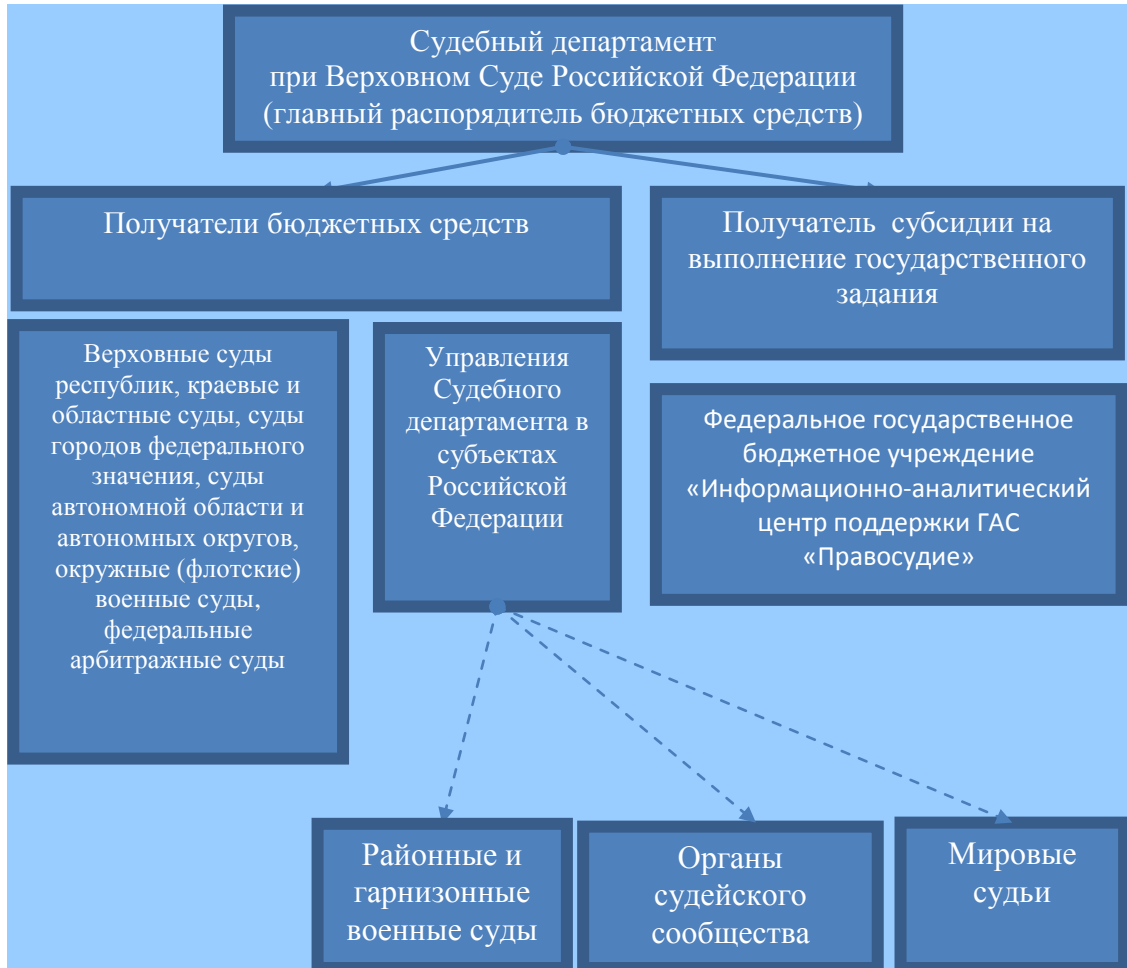 Судебный департамент
при Верховном Суде Российской Федерации
(главный распорядитель бюджетных средств)
Получатели бюджетных средств
Получатель субсидии на
выполнение государственного
задания
Верховные суды
республик, краевые и
областные суды, суды
городов федерального
значения, суды
автономной области и
автономных округов,
окружные (флотские)
военные суды,
федеральные
арбитражные суды
Управления
Судебного
департамента в
субъектах
Российской
Федерации
Федеральное государственное
бюджетное учреждение
«Информационно-аналитический
центр поддержки ГАС
«Правосудие»
Районные и
гарнизонные
военные суды
Органы
судейского
сообщества
Мировые
судьи